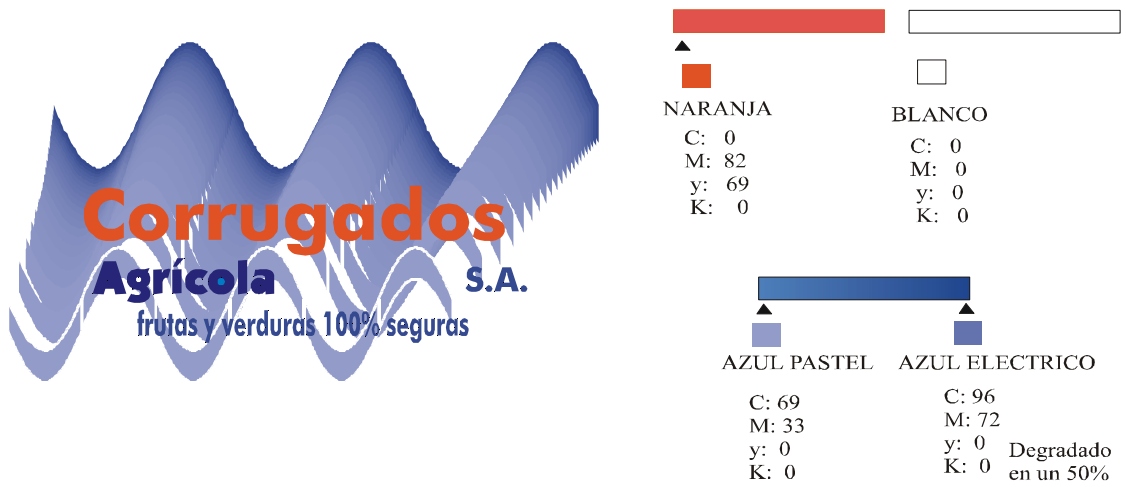 Corrugados
Agrícola S.A.
frutas y verduras 100% seguras
NARANJA
C: 0
M: 82
y: 69
K: 0
BLANCO
C: 0
M: 0
y: 0
K: 0
AZUL PASTEL
C: 69
M: 33
y: 0
K: 0
AZUL ELECTRICO
C: 96
M: 72
y: 0
K: 0
Degradado
en un 50%